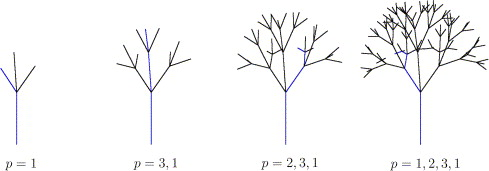 p = 1
p = 3, 1
p = 2, 3, 1
p = 1, 2, 3, 1